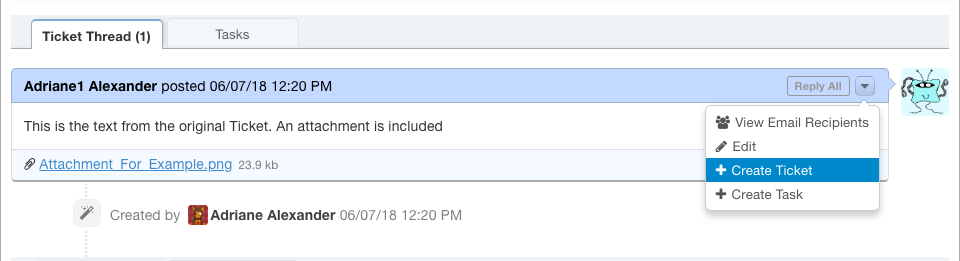 Ticket Thread (1) Tasks
Adriane1 Alexander posted 06/07/18 12:20 PM Reply All
This is the text from the original Ticket. An attachment is included
Attachment_For_Example.png 23.9 kb
View Email Recipients
Edit
Create Ticket
Create Task
Created by Adriane Alexander 06/07/18 12:20 PM